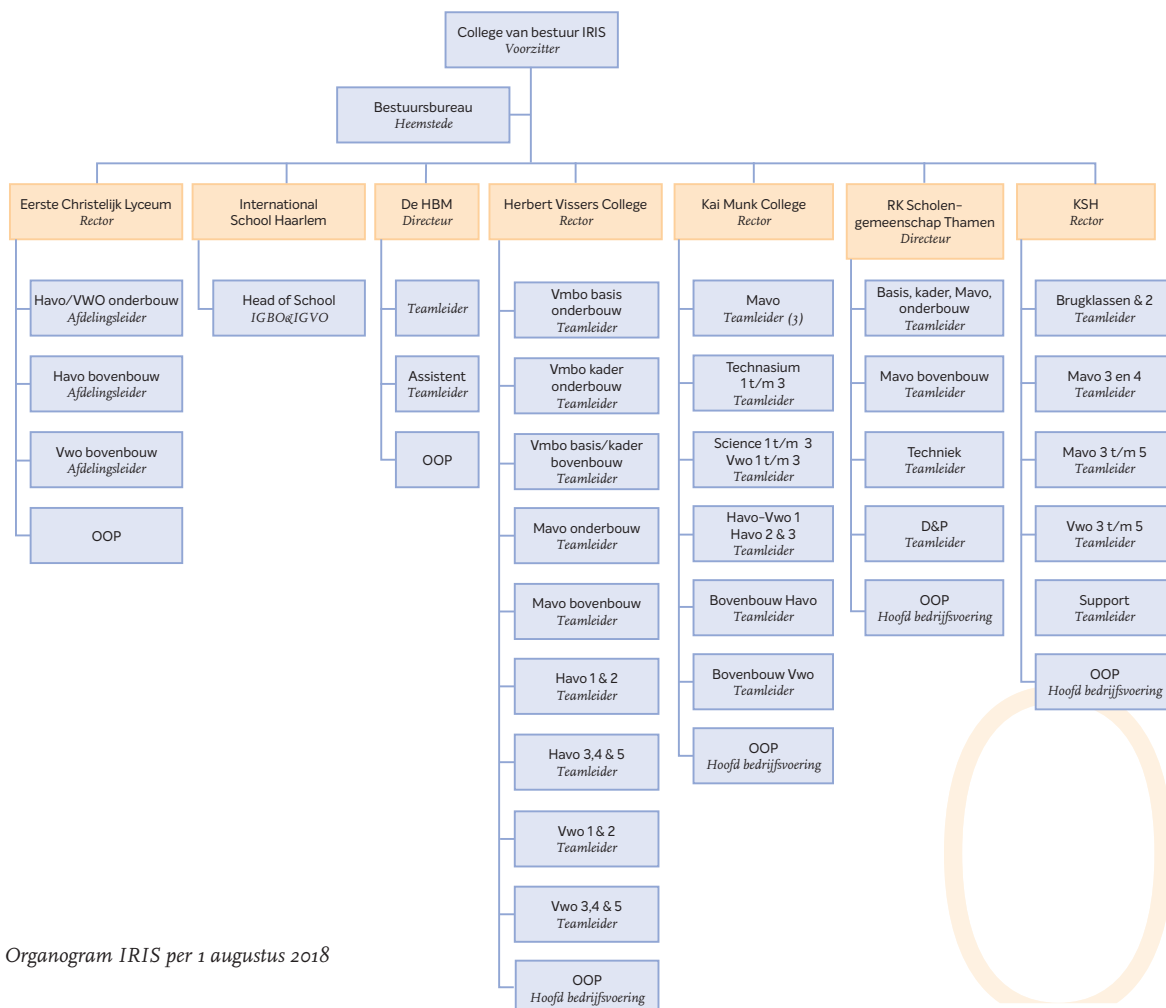 College van bestuur IRIS
Voorzitter
Bestuursbureau
Heemstede
Eerste Christelijk Lyceum
Rector
Havo/VWO onderbouw
Afdelingsleider
Havo bovenbouw
Afdelingsleider
Vwo bovenbouw
Afdelingsleider
OOP
International
School Haarlem
Head of School
IGBO&IGVO
De HBM
Directeur
Teamleider
Assistent
Teamleider
OOP
Herbert Vissers College
Rector
Vmbo basis
onderbouw
Teamleider
Vmbo kader
onderbouw
Teamleider
Vmbo basis/kader
bovenbouw
Teamleider
Mavo onderbouw
Teamleider
Mavo bovenbouw
Teamleider
Havo 1 & 2
Teamleider
Havo 3,4 & 5
Teamleider
Vwo 1 & 2
Teamleider
Vwo 3,4 & 5
Teamleider
OOP
Hoofd bedrijfsvoering
Kai Munk College
Rector
Mavo
Teamleider (3)
Technasium
1 t/m 3
Teamleider
Science 1 t/m 3
Vwo 1 t/m 3
Teamleider
Havo-Vwo 1
Havo 2 & 3
Teamleider
Bovenbouw Havo
Teamleider
Bovenbouw Vwo
Teamleider
OOP
Hoofd bedrijfsvoering
RK Scholen-
gemeenschap Thamen
Directeur
Basis, kader, Mavo,
onderbouw
Teamleider
Mavo bovenbouw
Teamleider
Techniek
Teamleider
D&P
Teamleider
OOP
Hoofd bedrijfsvoering
KSH
Rector
Brugklassen & 2
Teamleider
Mavo 3 en 4
Teamleider
Mavo 3 t/m 5
Teamleider
Vwo 3 t/m 5
Teamleider
Support
Teamleider
OOP
Hoofd bedrijfsvoering
Organogram IRIS per 1 augustus 2018